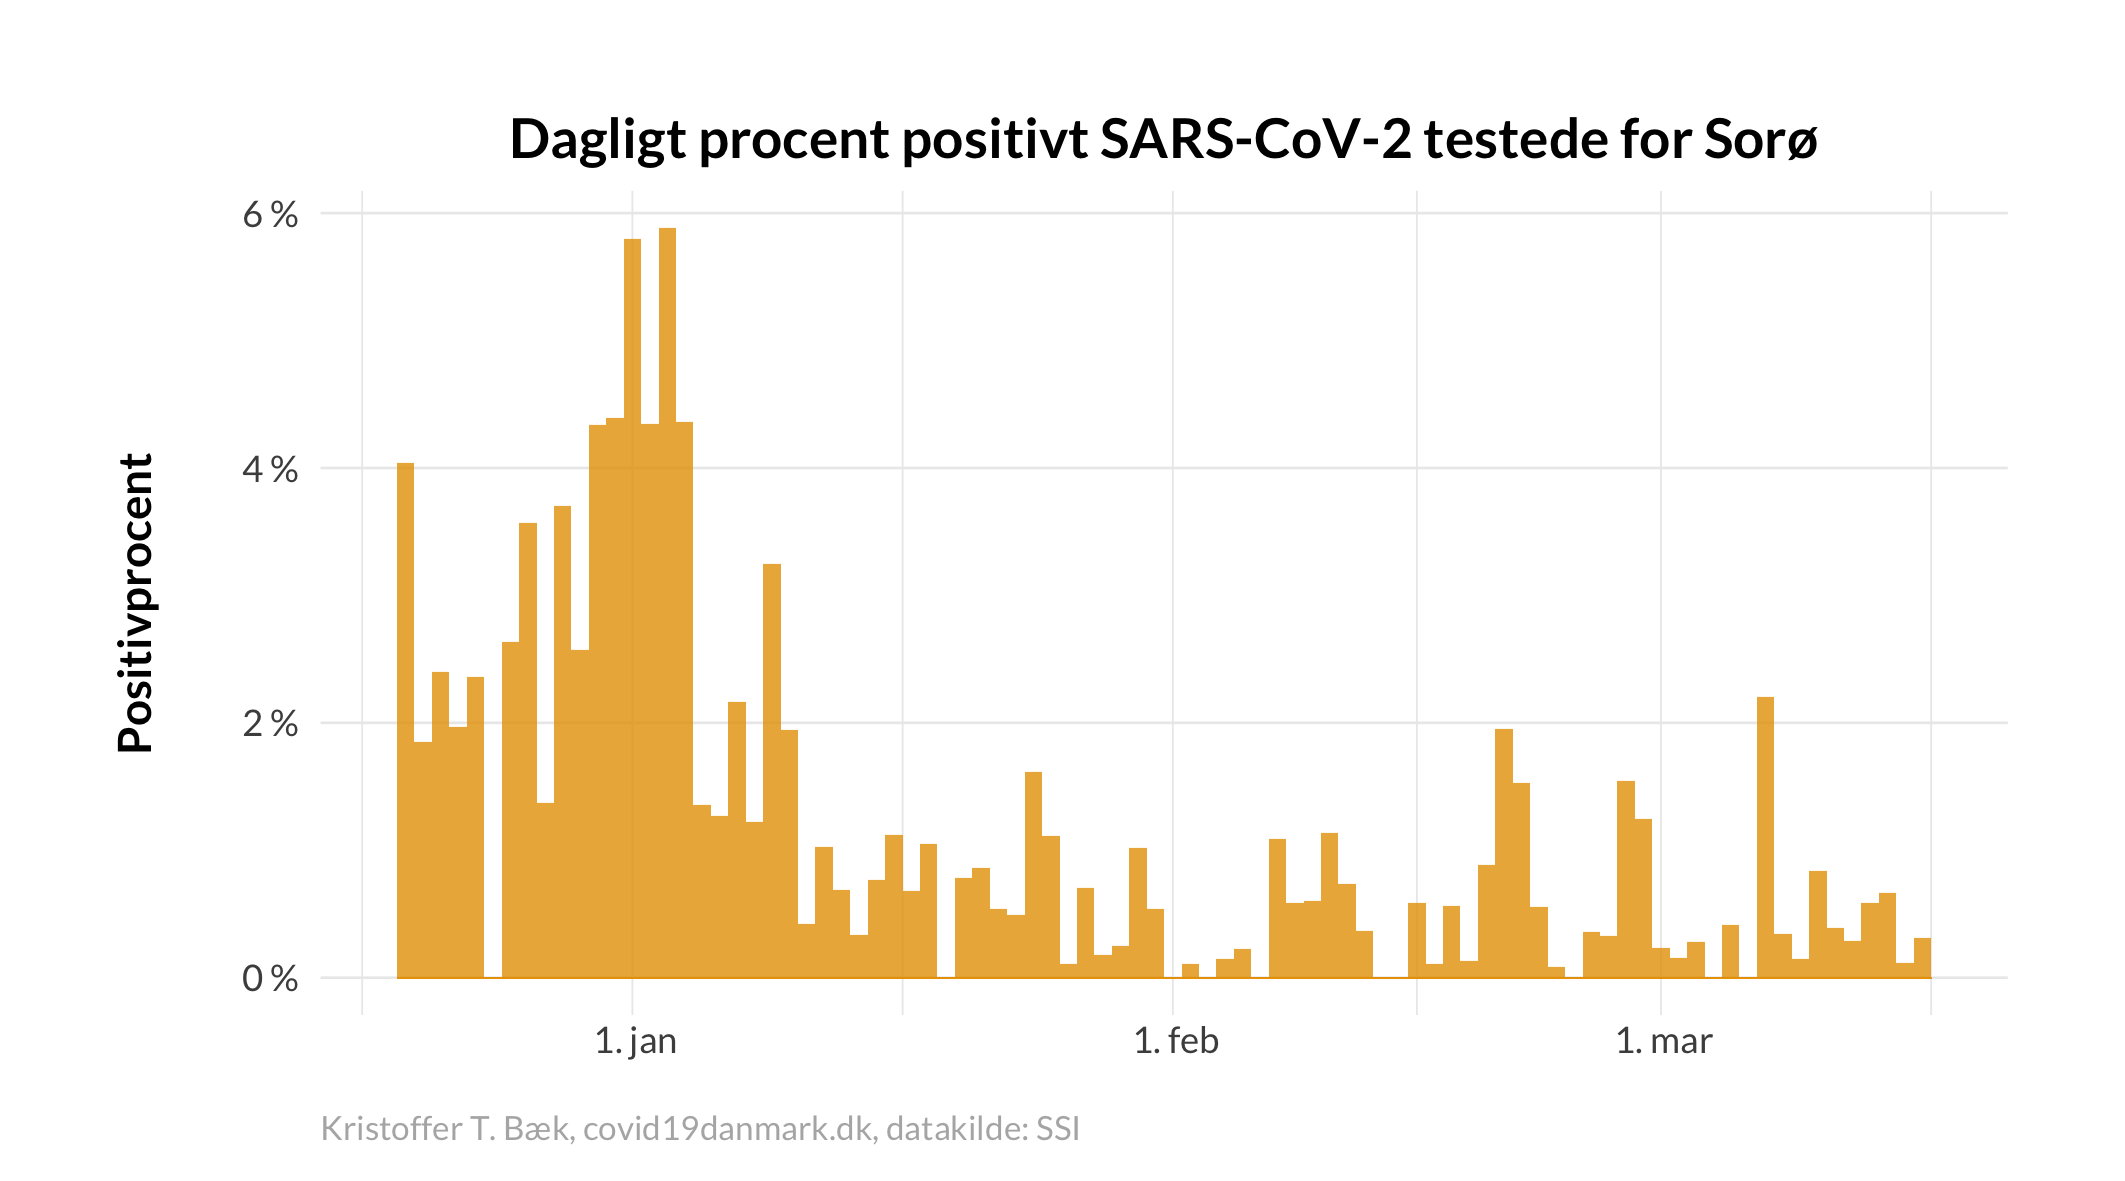 Dagligt procent positivt SARS-CoV-2 testede for Sorø
Positivprocent
6 %
4 %
2 %
0 %
1. jan
1. feb
1. mar
Kristoffer T. Bæk, covid19danmark.dk, datakilde: SSI